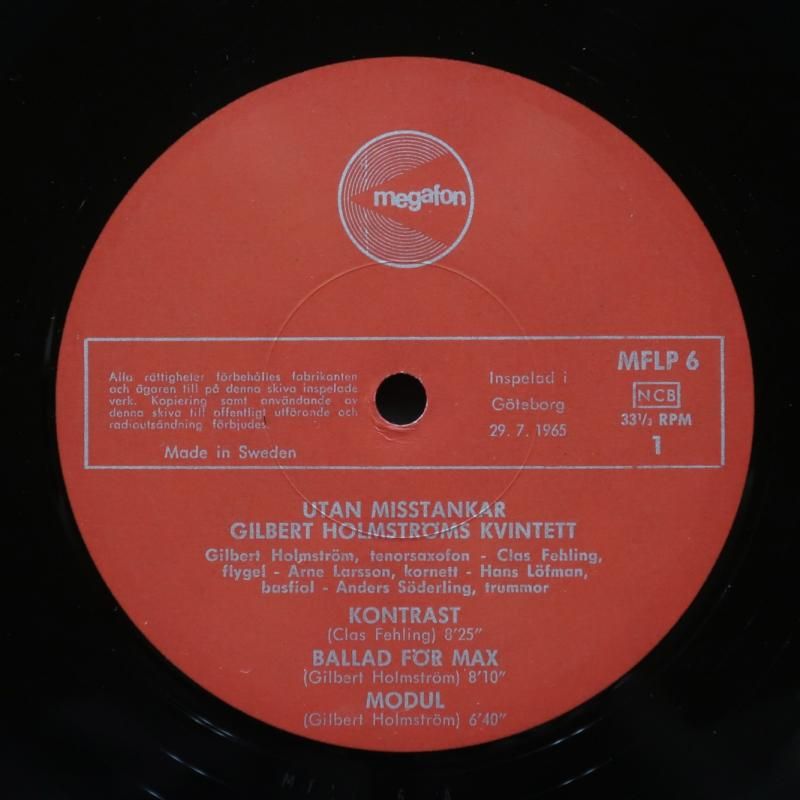 megafon
Alla rättigheter förbehålles fabrikanten
och ägaren till på denna skiva inspelade
verk. Kopiering samt användande av
denna skiva till offentligt utförande och
radioutsändning förbjudes.
Made in Sweden
Inspelad i
Göteborg
29. 7. 1965
MFLP 6
NCB
33⅓ RPM
1
UTAN MISSTANKAR
GILBERT HOLMSTRÖMS KVINTETT
Gilbert Holmström, tenorsaxofon - Clas Fehling,
flygel - Arne Larsson, kornett - Hans Löfman,
basfiol - Anders Söderling, trummor
KONTRAST
(Clas Fehling) 8'25"
BALLAD FÖR MAX
(Gilbert Holmström) 8'10"
MODUL
(Gilbert Holmström) 6'40"